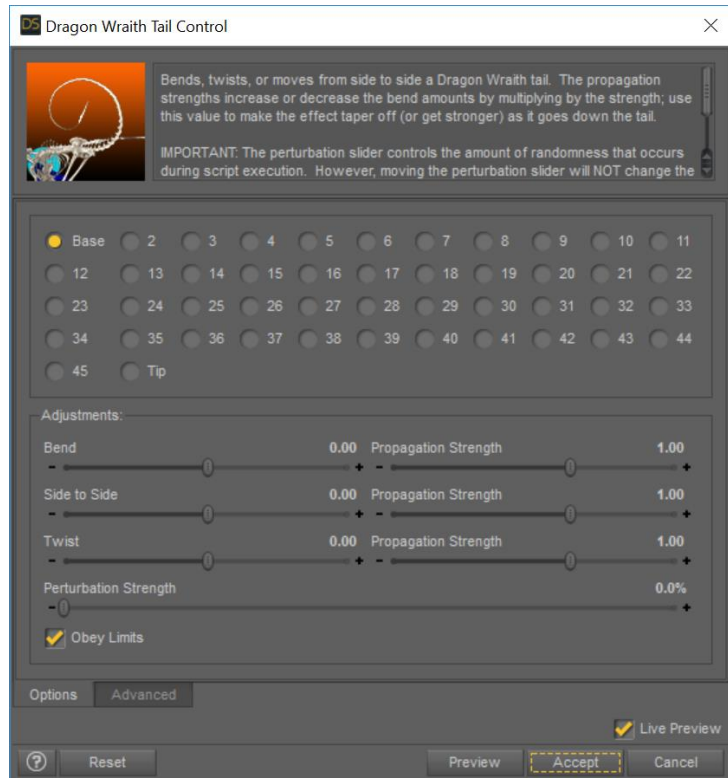 DS Dragon Wraith Tail Control
Bends, twists, or moves from side to side a Dragon Wraith tail. The propagation
strengths increase or decrease the bend amounts by multiplying by the strength; use
this value to make the effect taper off (or get stronger) as it goes down the tail.
IMPORTANT: The perturbation slider controls the amount of randomness that occurs
during script execution. However, moving the perturbation slider will NOT change the
Base 2 3 4 5 6 7 8 9 10 11
12 13 14 15 16 17 18 19 20 21 22
23 24 25 26 27 28 29 30 31 32 33
34 35 36 37 38 39 40 41 42 43 44
45 Tip
Adjustments:
Bend 0.00 Propagation Strength 1.00
- + - +
Side to Side 0.00 Propagation Strength 1.00
- + - +
Twist 0.00 Propagation Strength 1.00
- + - +
Perturbation Strength 0.0%
- +
Obey Limits
Options Advanced
Live Preview
? Reset Preview Accept Cancel